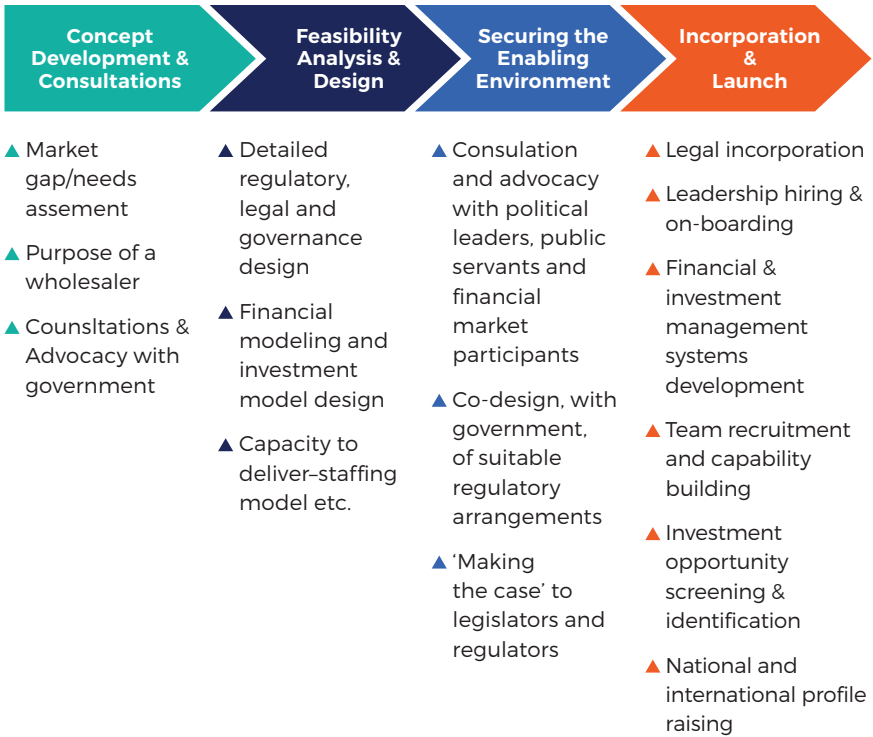 Concept
Development &
Consultations
Feasibility
Analysis &
Design
Securing the
Enabling
Environment
Incorporation
&
Launch
Market
gap/needs
assement
Purpose of a
wholesaler
Counsltations &
Advocacy with
government
Detailed
regulatory,
legal and
governance
design
Financial
modeling and
investment
model design
Capacity to
deliver–staffing
model etc.
Consulation
and advocacy
with political
leaders, public
servants and
financial
market
participants
Co-design, with
government,
of suitable
regulatory
arrangements
‘Making
the case’ to
legislators and
regulators
Legal incorporation
Leadership hiring &
on-boarding
Financial &
investment
management
systems
development
Team recruitment
and capability
building
Investment
opportunity
screening &
identification
National and
international profile
raising